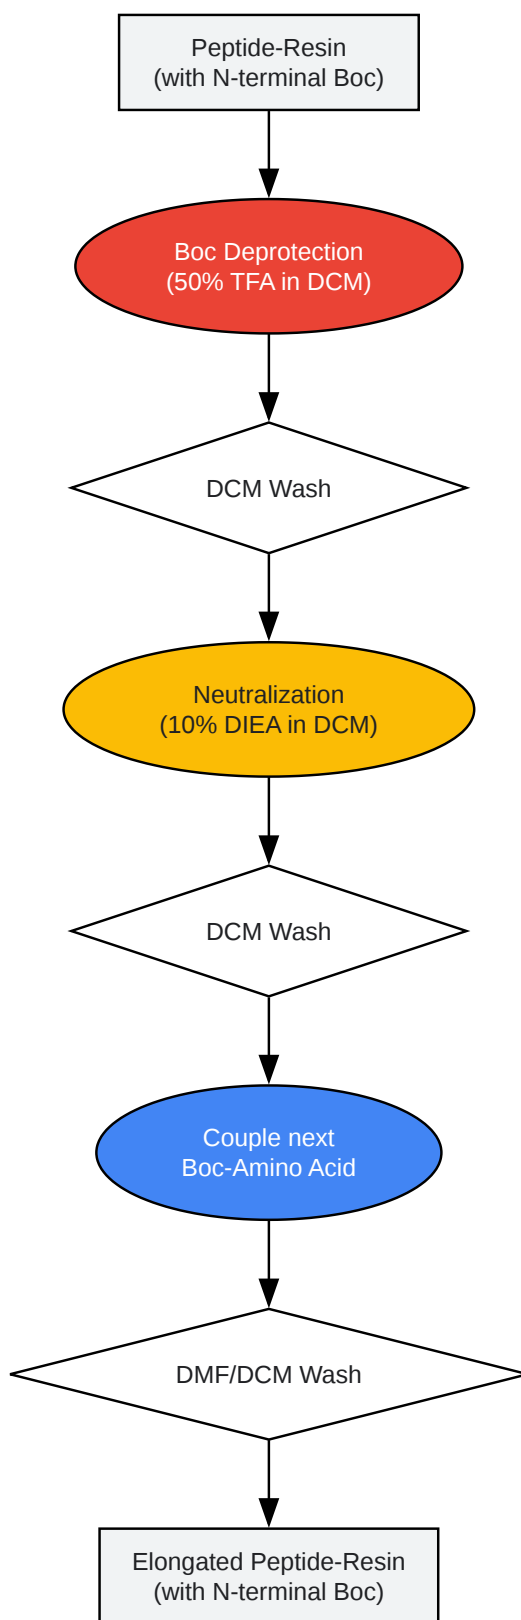 Peptide-Resin
(with N-terminal Boc)
Boc Deprotection
(50% TFA in DCM)
DCM Wash
Neutralization
(10% DIEA in DCM)
DCM Wash
Couple next
Boc-Amino Acid
DMF/DCM Wash
Elongated Peptide-Resin
(with N-terminal Boc)